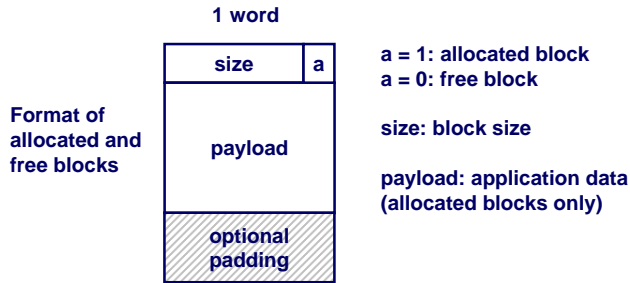 1 word
size
a
payload
optional
padding
Format of
allocated and
free blocks
a = 1: allocated block
a = 0: free block
size: block size
payload: application data
(allocated blocks only)